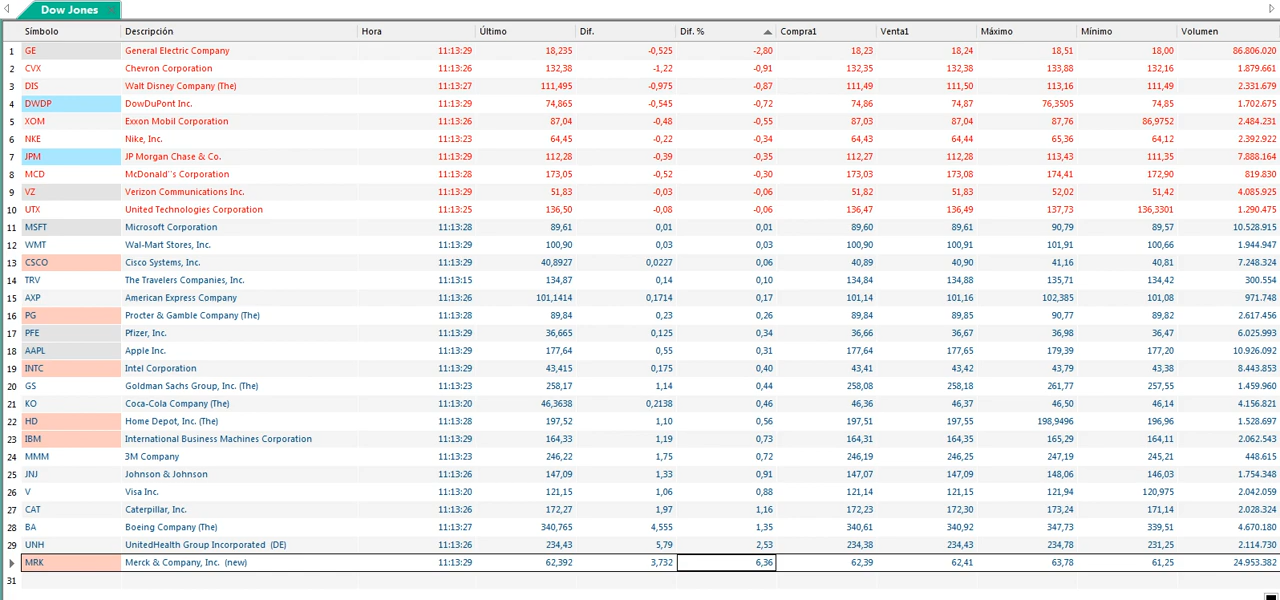 Dow Jones
Símbolo Descripción Hora Último Dif. Dif. % Compra1 Venta1 Máximo Mínimo Volumen
1 GE General Electric Company 11:13:29 18,235 -0,525 -2,80 18,23 18,24 18,51 18,00 86.806.020
2 CVX Chevron Corporation 11:13:26 132,38 -1,22 -0,91 132,35 132,38 133,88 132,16 1.879.661
3 DIS Walt Disney Company (The) 11:13:27 111,495 -0,975 -0,87 111,49 111,50 113,16 111,49 2.331.679
4 DWDP DowDuPont Inc. 11:13:29 74,865 -0,545 -0,72 74,86 74,87 76,3505 74,85 1.702.675
5 XOM Exxon Mobil Corporation 11:13:26 87,04 -0,48 -0,55 87,03 87,04 87,76 86,9752 2.484.231
6 NKE Nike, Inc. 11:13:23 64,45 -0,22 -0,34 64,43 64,44 65,36 64,12 2.392.922
7 JPM JP Morgan Chase & Co. 11:13:29 112,28 -0,39 -0,35 112,27 112,28 113,43 111,35 7.888.164
8 MCD McDonald``s Corporation 11:13:28 173,05 -0,52 -0,30 173,03 173,08 174,41 172,90 819.830
9 VZ Verizon Communications Inc. 11:13:29 51,83 -0,03 -0,06 51,82 51,83 52,02 51,42 4.085.925
10 UTX United Technologies Corporation 11:13:25 136,50 -0,08 -0,06 136,47 136,49 137,73 136,3301 1.290.475
11 MSFT Microsoft Corporation 11:13:28 89,61 0,01 0,01 89,60 89,61 90,79 89,57 10.528.915
12 WMT Wal-Mart Stores, Inc. 11:13:29 100,90 0,03 0,03 100,90 100,91 101,91 100,66 1.944.947
13 CSCO Cisco Systems, Inc. 11:13:29 40,8927 0,0227 0,06 40,89 40,90 41,16 40,81 7.248.324
14 TRV The Travelers Companies, Inc. 11:13:15 134,87 0,14 0,10 134,84 134,88 135,71 134,42 300.554
15 AXP American Express Company 11:13:26 101,1414 0,1714 0,17 101,14 101,16 102,385 101,08 971.748
16 PG Procter & Gamble Company (The) 11:13:28 89,84 0,23 0,26 89,84 89,85 90,77 89,82 2.617.456
17 PFE Pfizer, Inc. 11:13:29 36,665 0,125 0,34 36,66 36,67 36,98 36,47 6.025.993
18 AAPL Apple Inc. 11:13:29 177,64 0,55 0,31 177,64 177,65 179,39 177,20 10.926.092
19 INTC Intel Corporation 11:13:29 43,415 0,175 0,40 43,41 43,42 43,79 43,38 8.443.853
20 GS Goldman Sachs Group, Inc. (The) 11:13:23 258,17 1,14 0,44 258,08 258,18 261,77 257,55 1.459.960
21 KO Coca-Cola Company (The) 11:13:20 46,3638 0,2138 0,46 46,36 46,37 46,50 46,14 4.156.821
22 HD Home Depot, Inc. (The) 11:13:28 197,52 1,10 0,56 197,51 197,55 198,9496 196,96 1.528.697
23 IBM International Business Machines Corporation 11:13:29 164,33 1,19 0,73 164,31 164,35 165,29 164,11 2.062.543
24 MMM 3M Company 11:13:23 246,22 1,75 0,72 246,19 246,25 247,19 245,21 448.615
25 JNJ Johnson & Johnson 11:13:26 147,09 1,33 0,91 147,07 147,09 148,06 146,03 1.754.348
26 V Visa Inc. 11:13:20 121,15 1,06 0,88 121,14 121,15 121,94 120,975 2.042.059
27 CAT Caterpillar, Inc. 11:13:26 172,27 1,97 1,16 172,23 172,30 173,24 171,14 2.028.324
28 BA Boeing Company (The) 11:13:27 340,765 4,555 1,35 340,61 340,92 347,73 339,51 4.670.180
29 UNH UnitedHealth Group Incorporated (DE) 11:13:26 234,43 5,79 2,53 234,38 234,43 234,78 231,25 2.114.730
MRK Merck & Company, Inc. (new) 11:13:29 62,392 3,732 6,36 62,39 62,41 63,78 61,25 24.953.382
31